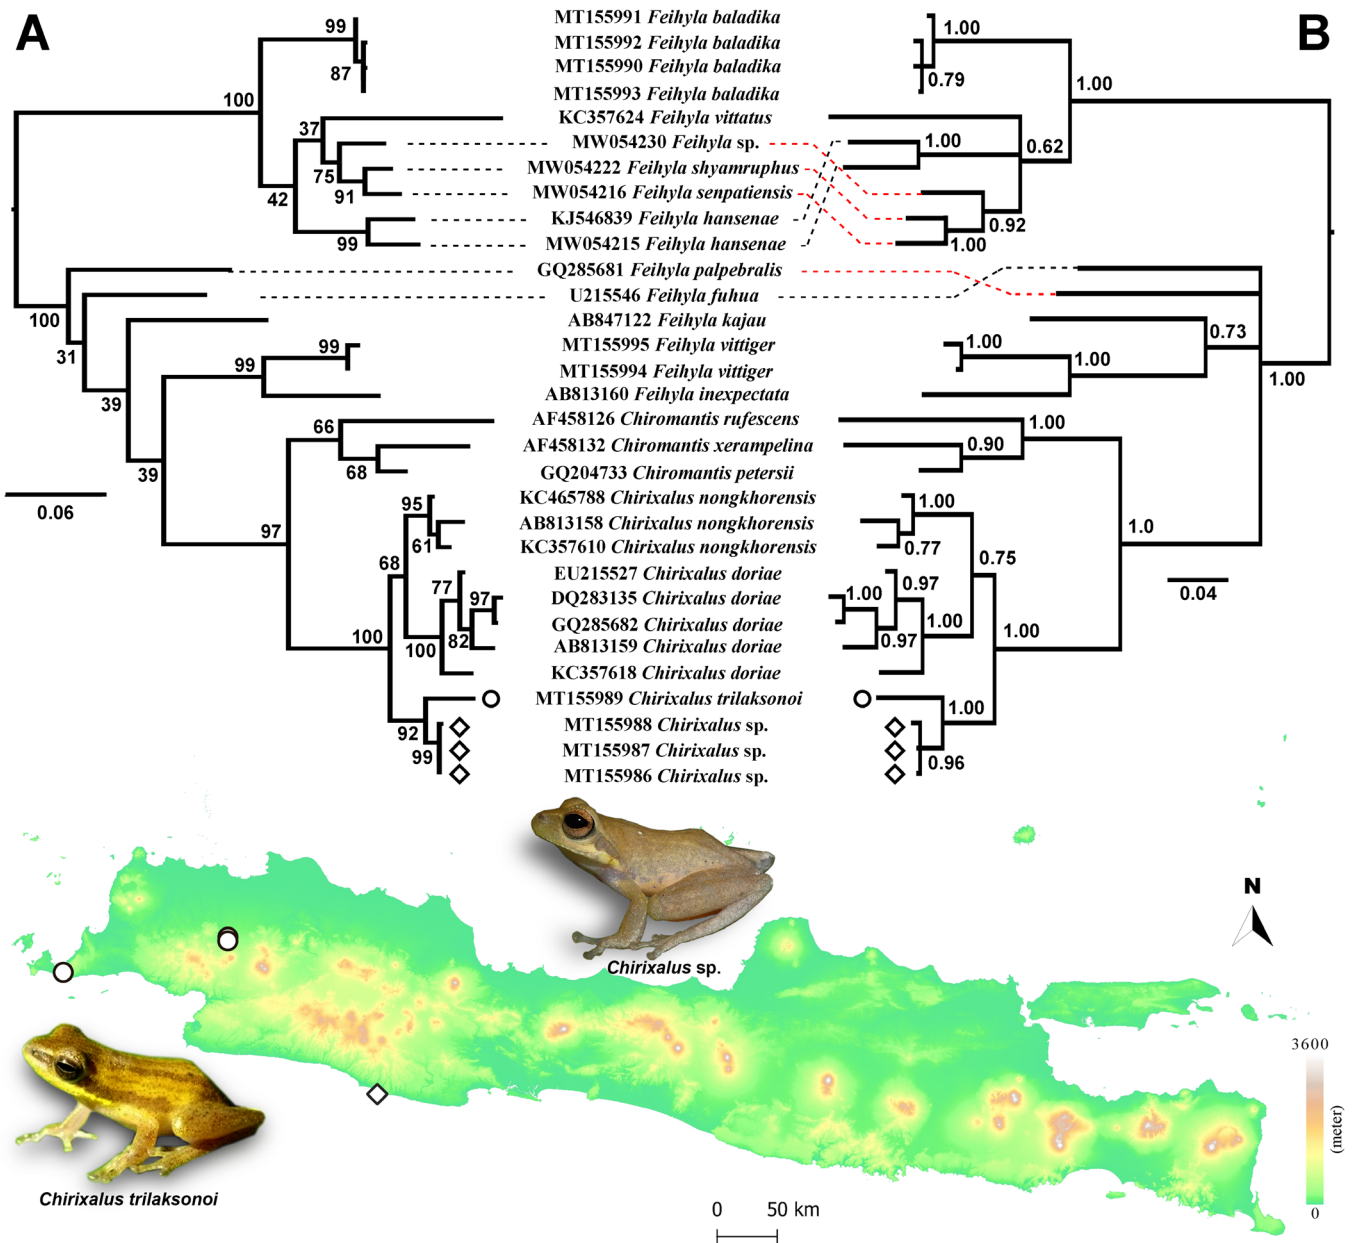 A
B
MT155991 Feihyla baladika
MT155992 Feihyla baladika
MT155990 Feihyla baladika
MT155993 Feihyla baladika
KC357624 Feihyla vittatus
MW054230 Feihyla sp.
MW054222 Feihyla shyamruphus
MW054216 Feihyla senpatiensis
KJ546839 Feihyla hansenae
MW054215 Feihyla hansenae
GQ285681 Feihyla palpebralis
U215546 Feihyla fuhua
AB847122 Feihyla kajau
MT155995 Feihyla vittiger
MT155994 Feihyla vittiger
AB813160 Feihyla inexpectata
AF458126 Chiromantis rufescens
AF458132 Chiromantis xerampelina
GQ204733 Chiromantis petersii
KC465788 Chirixalus nongkhorensis
AB813158 Chirixalus nongkhorensis
KC357610 Chirixalus nongkhorensis
EU215527 Chirixalus doriae
DQ283135 Chirixalus doriae
GQ285682 Chirixalus doriae
AB813159 Chirixalus doriae
KC357618 Chirixalus doriae
MT155989 Chirixalus trilaksonoi
MT155988 Chirixalus sp.
MT155987 Chirixalus sp.
MT155986 Chirixalus sp.
99
87
100
37
75
91
42
99
100
31
39
99
99
39
66
68
0.06
97
95
61
68
77
97
82
100
100
92
99
1.00
0.79
1.00
1.00
0.62
0.92
1.00
0.73
1.00
1.00
1.00
1.00
0.90
1.00
0.77
1.0
0.75
0.04
0.97
1.00
1.00
0.97
1.00
1.00
0.96
Chirixalus sp.
N
Chirixalus trilaksonoi
3600
(meter)
0
0 50 km